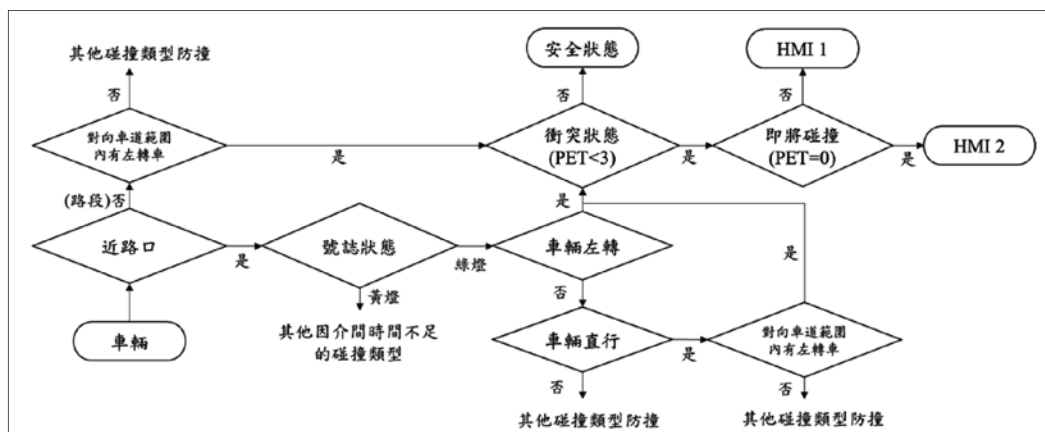 其他碰撞類型防撞
安全狀態
HMI 1
否
否
否
對向車道範圍
內有左轉車
是
衝突狀態
(PET<3)
是
即將碰撞
(PET=0)
是
HMI 2
(路段)否
是
近路口
是
號誌狀態
綠燈
車輛左轉
是
黃燈
否
車輛
其他因介間時間不足
的碰撞類型
車輛直行
是
對向車道範圍
內有左轉車
否
否
其他碰撞類型防撞
其他碰撞類型防撞